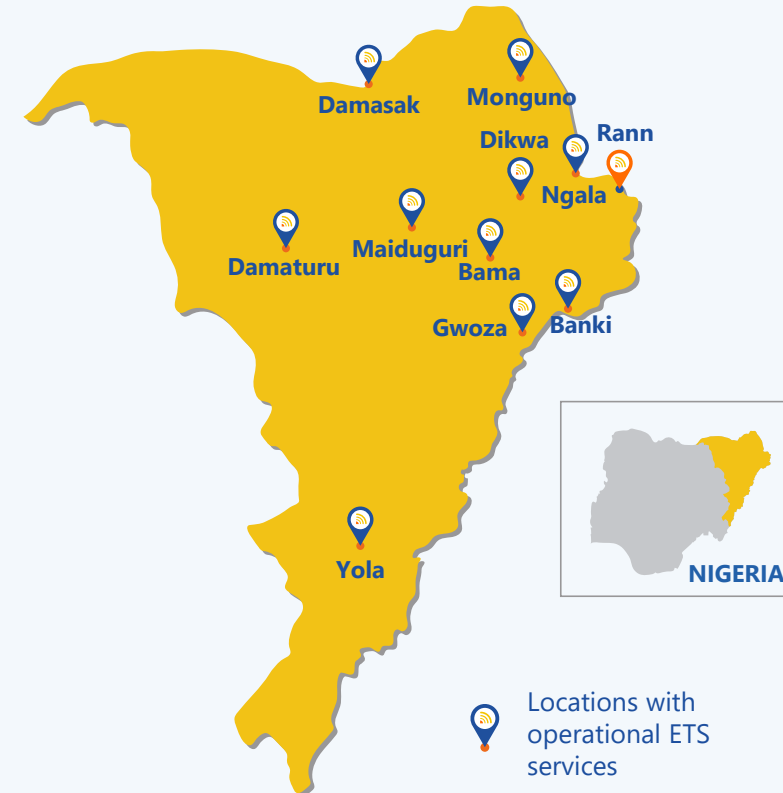 Damasak
Monguno
Dikwa
Rann
Ngala
Damaturu
Maiduguri
Bama
Gwoza
Banki
Yola
NIGERIA
Locations with
operational ETS
services